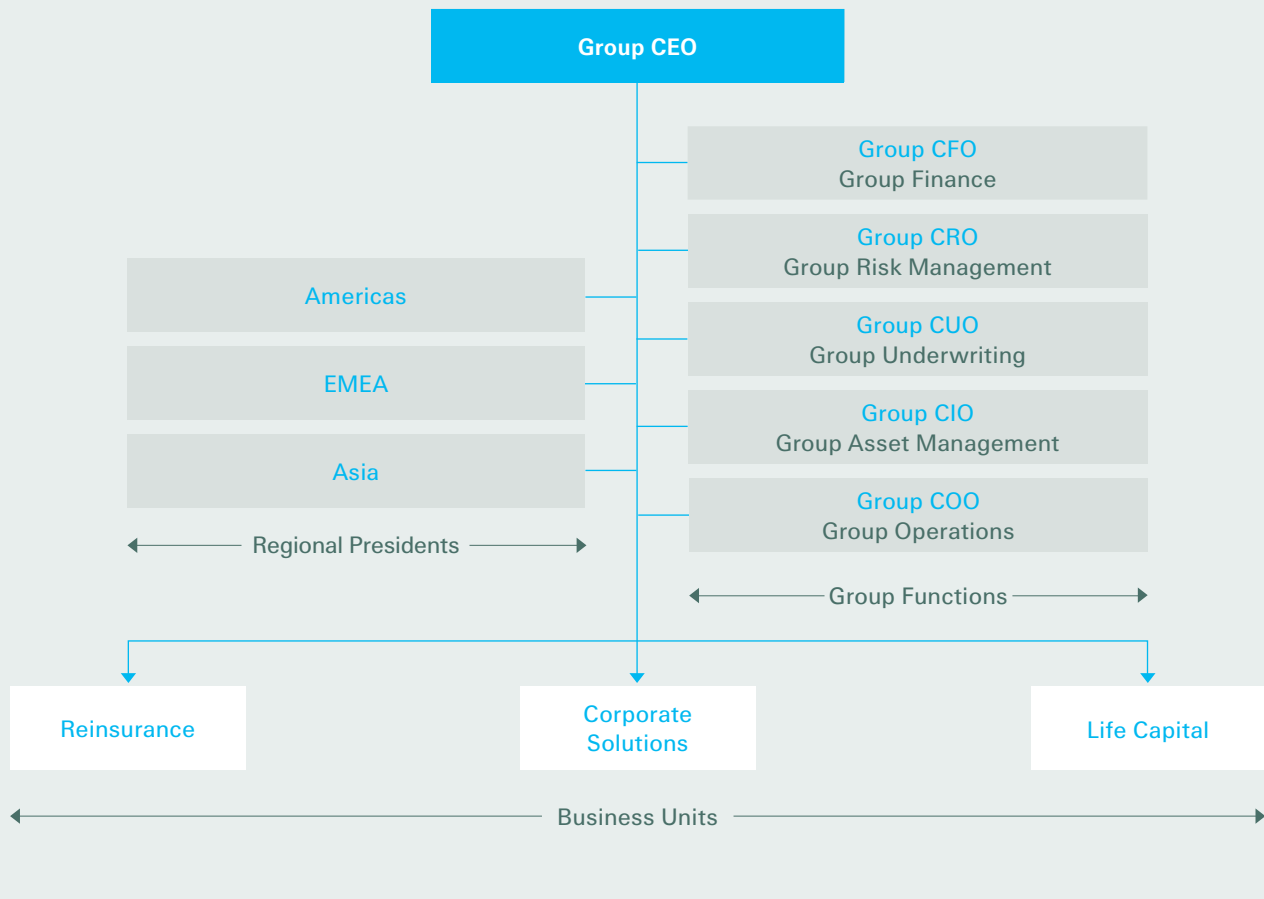 Group CEO
Group CFO
Group Finance
Group CRO
Group Risk Management
Group CUO
Group Underwriting
Group CIO
Group Asset Management
Group COO
Group Operations
Group Functions
Americas
EMEA
Asia
Regional Presidents
Reinsurance
Corporate
Solutions
Life Capital
Business Units